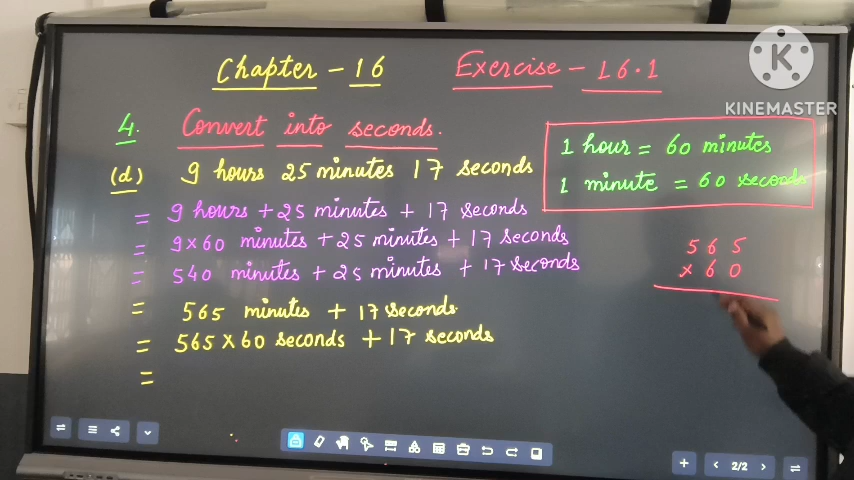 Chapter - 16 Exercise - 16.1
KINEMASTER
4. Convert into seconds.
1 hour = 60 minutes
1 minute = 60 seconds
(d) 9 hours 25 minutes 17 seconds
= 9 hours + 25 minutes + 17 seconds
= 9 × 60 minutes + 25 minutes + 17 seconds
= 540 minutes + 25 minutes + 17 seconds
= 565 minutes + 17 seconds
= 565 × 60 seconds + 17 seconds
=
565
× 60
2/2